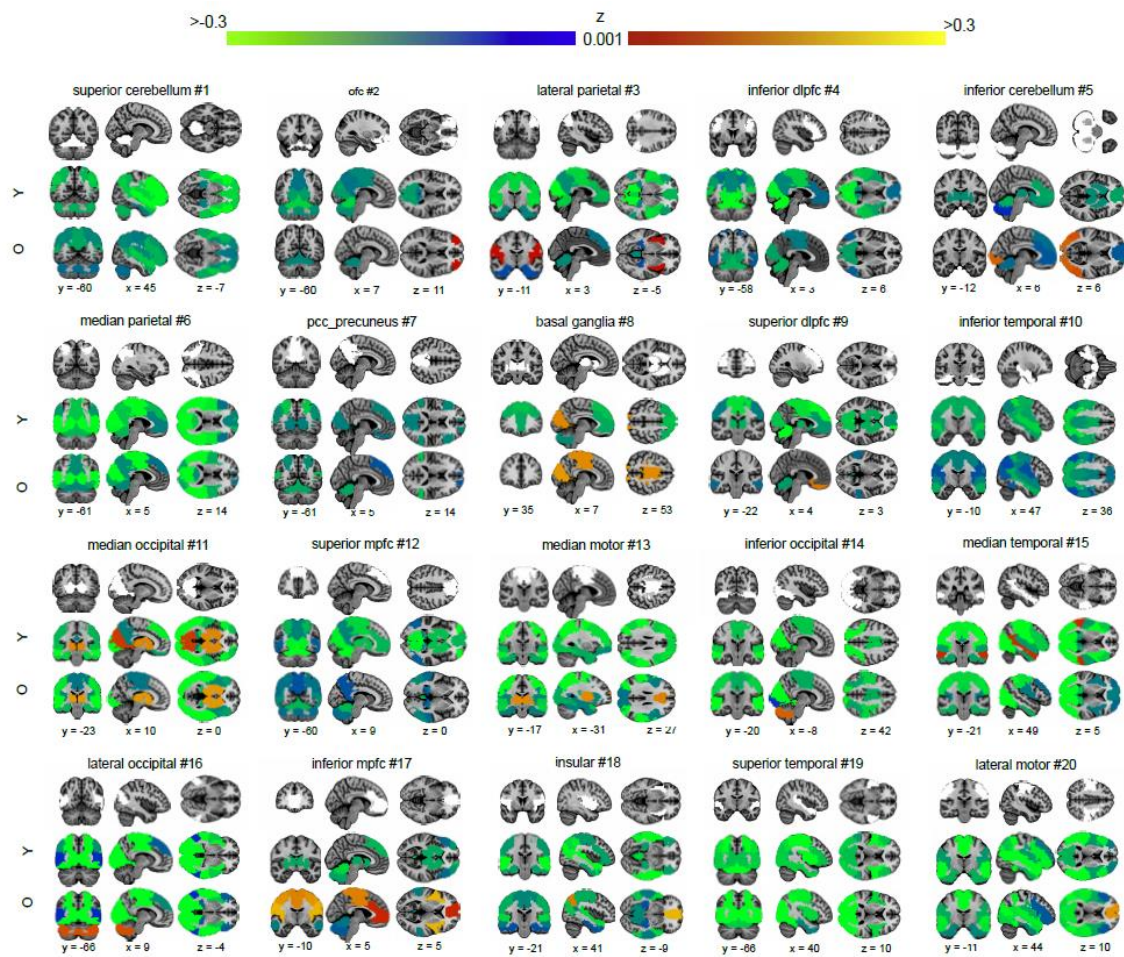 z
>-0.3 0.001 >0.3
superior cerebellum #1 ofc #2 lateral parietal #3 inferior dlpfc #4 inferior cerebellum #5
Y
O
y = -60 x = 45 z = -7 y = -60 x = 7 z = 11 y = -11 x = 3 z = -5 y = -58 x = 3 z = 6 y = -12 x = 6 z = 6
median parietal #6 pcc_precuneus #7 basal ganglia #8 superior dlpfc #9 inferior temporal #10
Y
O
y = -61 x = 5 z = 14 y = -61 x = 5 z = 14 y = 35 x = 7 z = 53 y = -22 x = 4 z = 3 y = -10 x = 47 z = 36
median occipital #11 superior mpfc #12 median motor #13 inferior occipital #14 median temporal #15
Y
O
y = -23 x = 10 z = 0 y = -60 x = 9 z = 0 y = -17 x = -31 z = 27 y = -20 x = -8 z = 42 y = -21 x = 49 z = 5
lateral occipital #16 inferior mpfc #17 insular #18 superior temporal #19 lateral motor #20
Y
O
y = -66 x = 9 z = -4 y = -10 x = 5 z = 5 y = -21 x = 41 z = -9 y = -66 x = 40 z = 10 y = -11 x = 44 z = 10